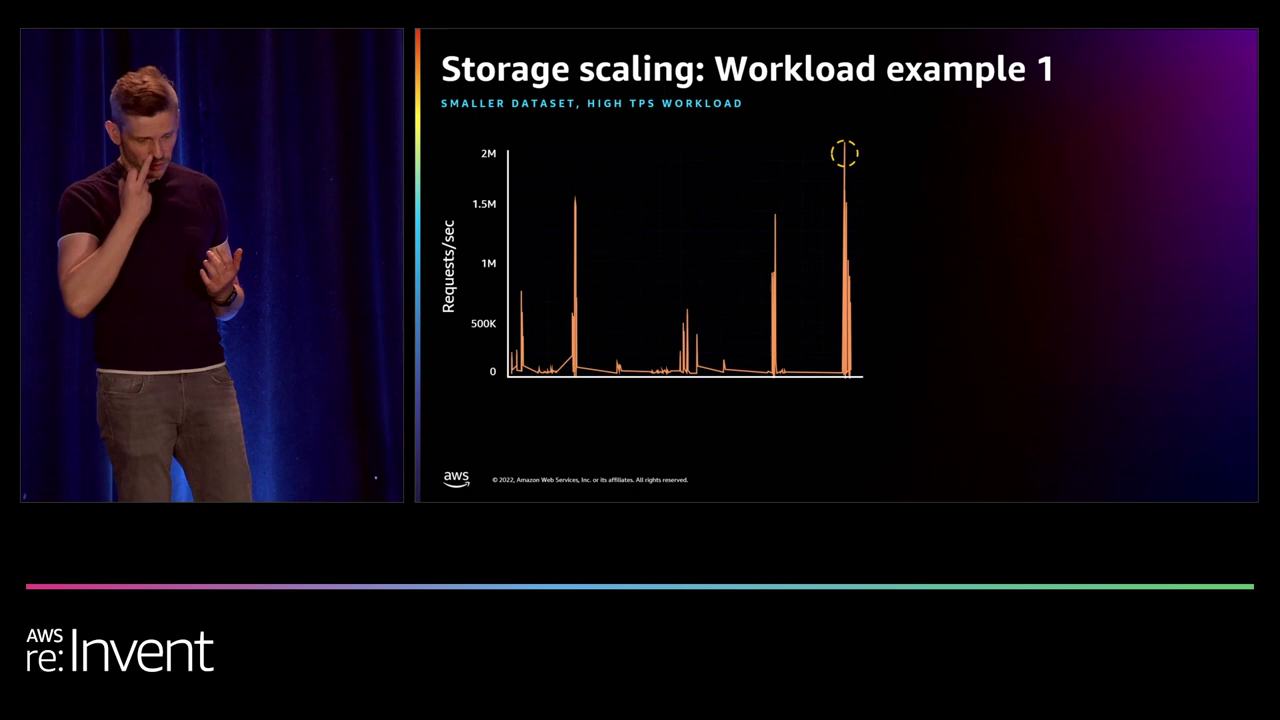 Storage scaling: Workload example 1
SMALLER DATASET, HIGH TPS WORKLOAD
Requests/sec
2M
1.5M
1M
500K
0
aws
© 2022, Amazon Web Services, Inc. or its affiliates. All rights reserved.
AWS
re:Invent